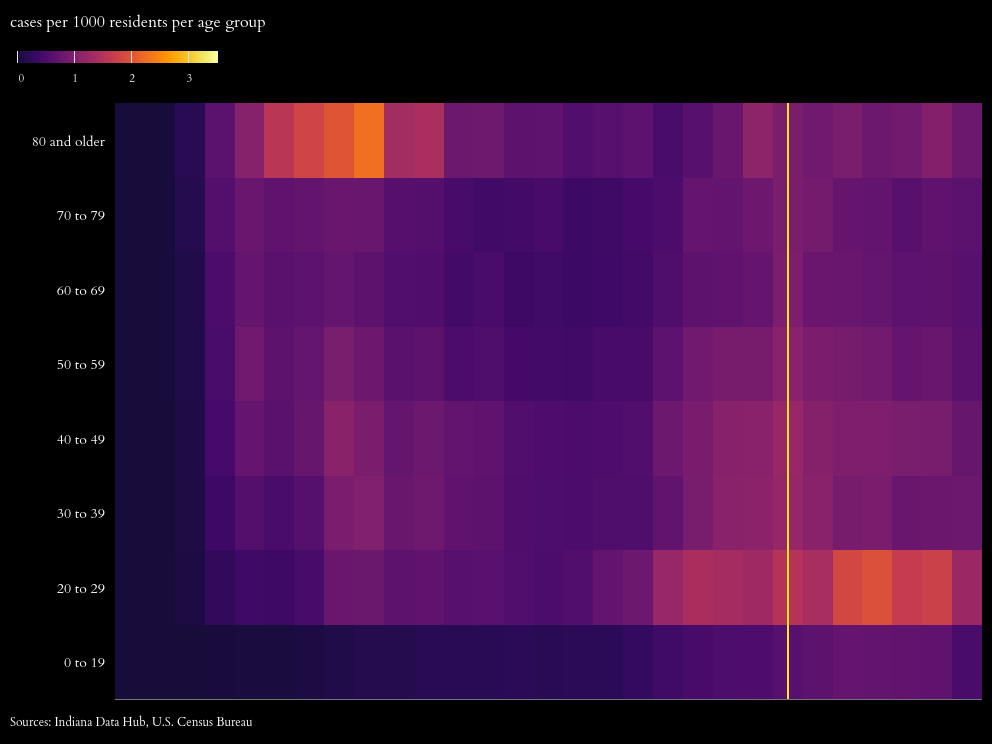 cases per 1000 residents per age group
0 1 2 3
80 and older
70 to 79
60 to 69
50 to 59
40 to 49
30 to 39
20 to 29
0 to 19
Sources: Indiana Data Hub, U.S. Census Bureau